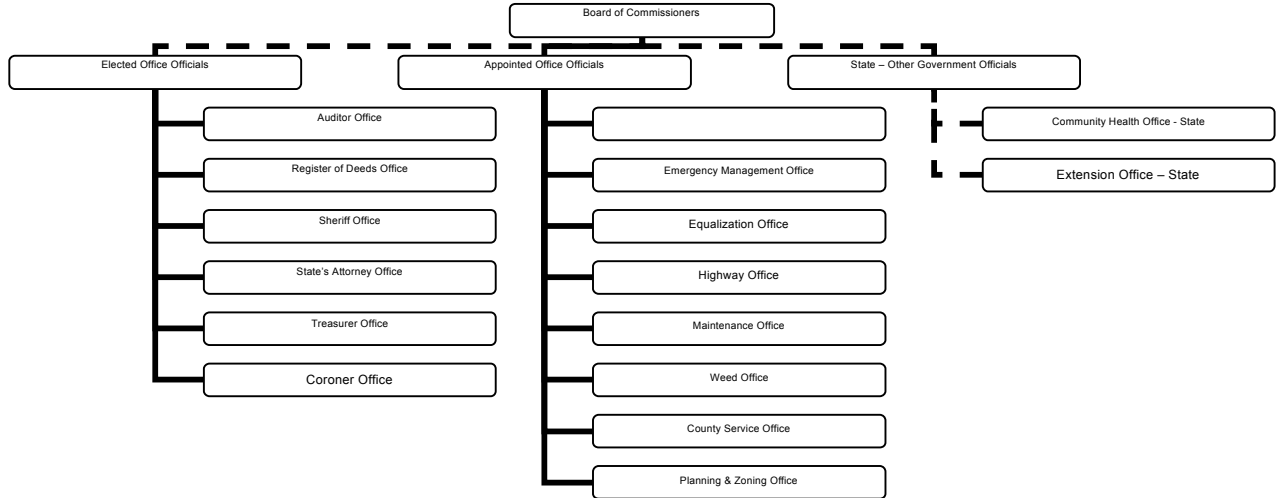 Board of Commissioners
Elected Office Officials
Appointed Office Officials
State – Other Government Officials
Auditor Office
Register of Deeds Office
Sheriff Office
State's Attorney Office
Treasurer Office
Coroner Office
Emergency Management Office
Equalization Office
Highway Office
Maintenance Office
Weed Office
County Service Office
Planning & Zoning Office
Community Health Office - State
Extension Office – State